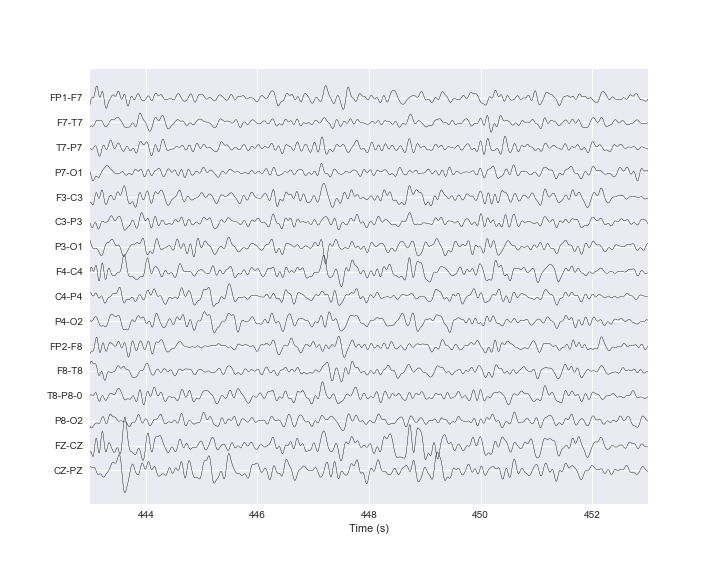 FP1-F7
F7-T7
T7-P7
P7-O1
F3-C3
C3-P3
P3-O1
F4-C4
C4-P4
P4-O2
FP2-F8
F8-T8
T8-P8-0
P8-O2
FZ-CZ
CZ-PZ
444 446 448 450 452
Time (s)